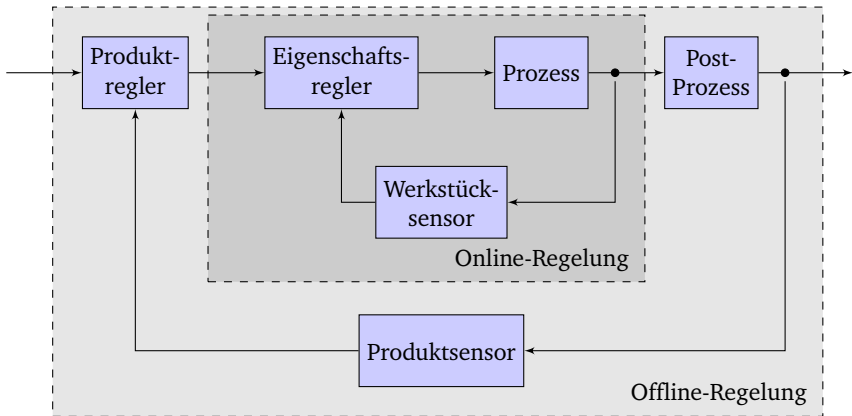 Produkt-
regler
Eigenschafts-
regler
Prozess
Post-
Prozess
Werkstück-
sensor
Online-Regelung
Produktsensor
Offline-Regelung